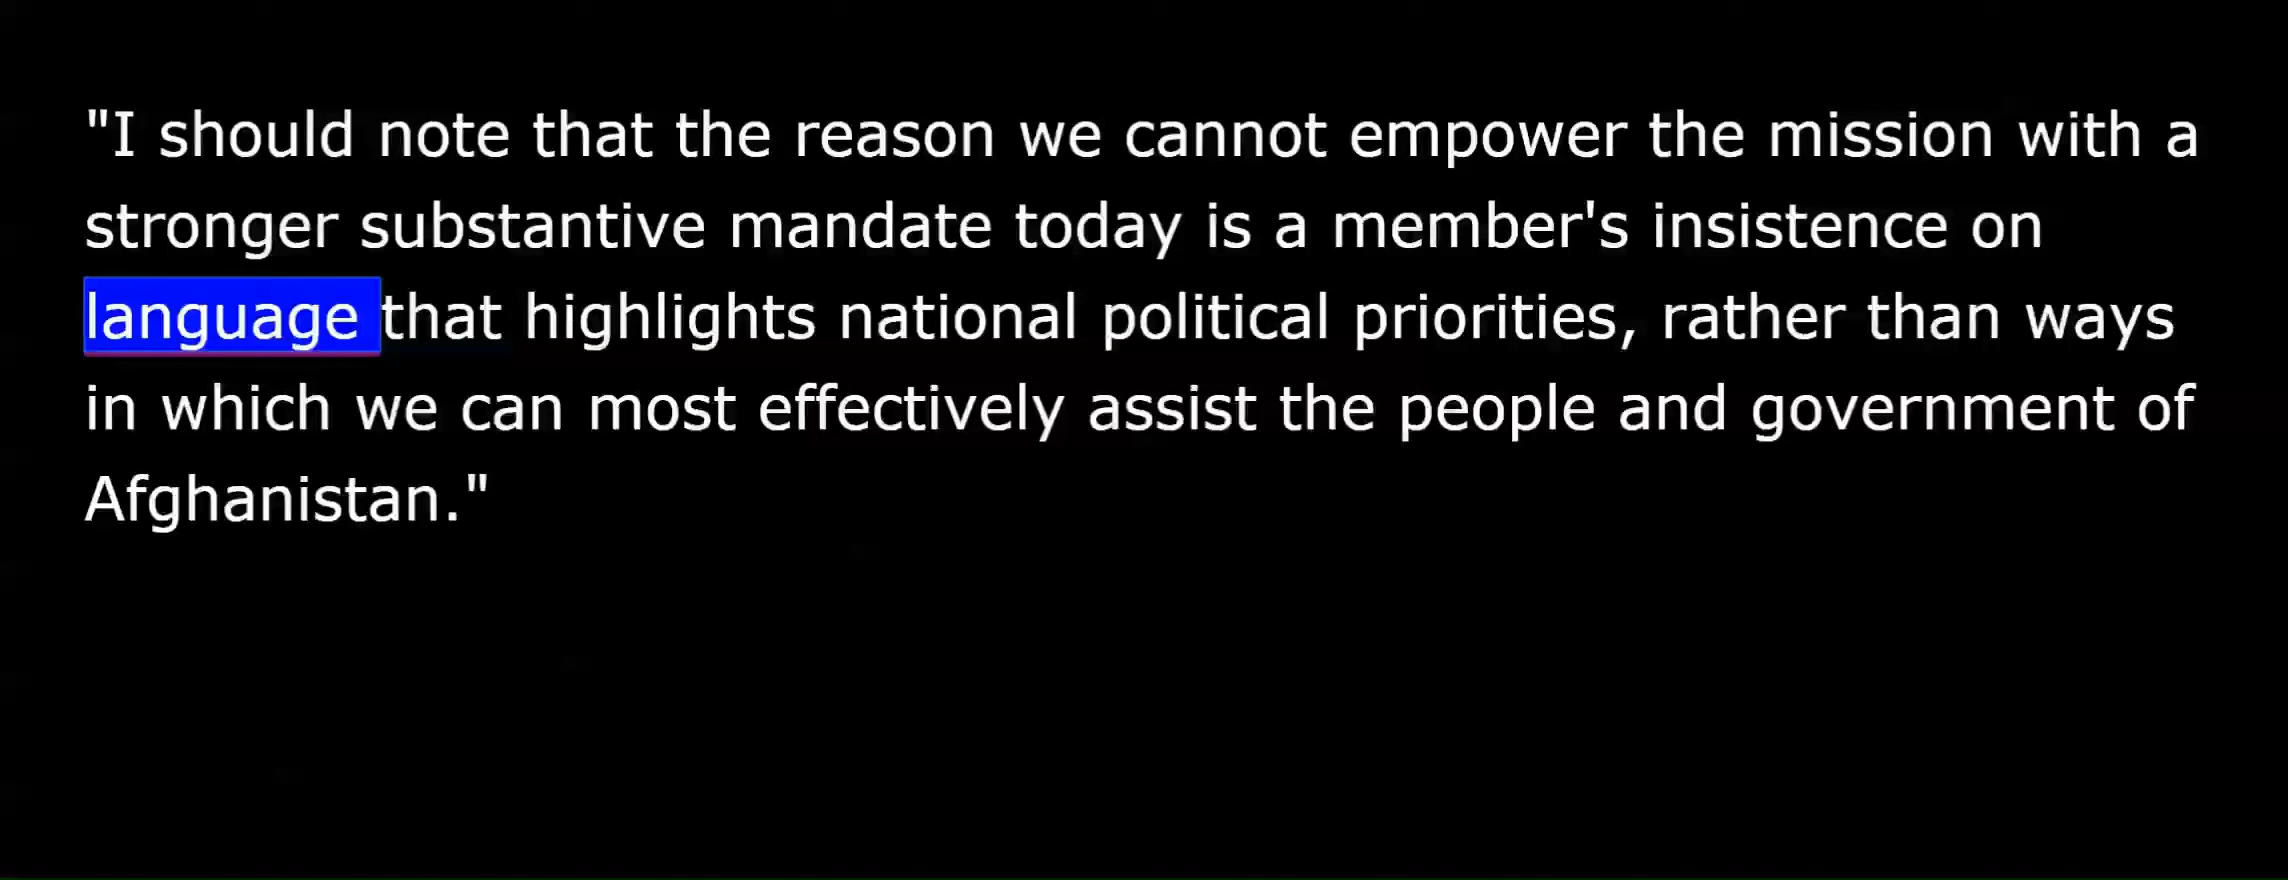 "I should note that the reason we cannot empower the mission with a
stronger substantive mandate today is a member's insistence on
language that highlights national political priorities, rather than ways
in which we can most effectively assist the people and government of
Afghanistan."